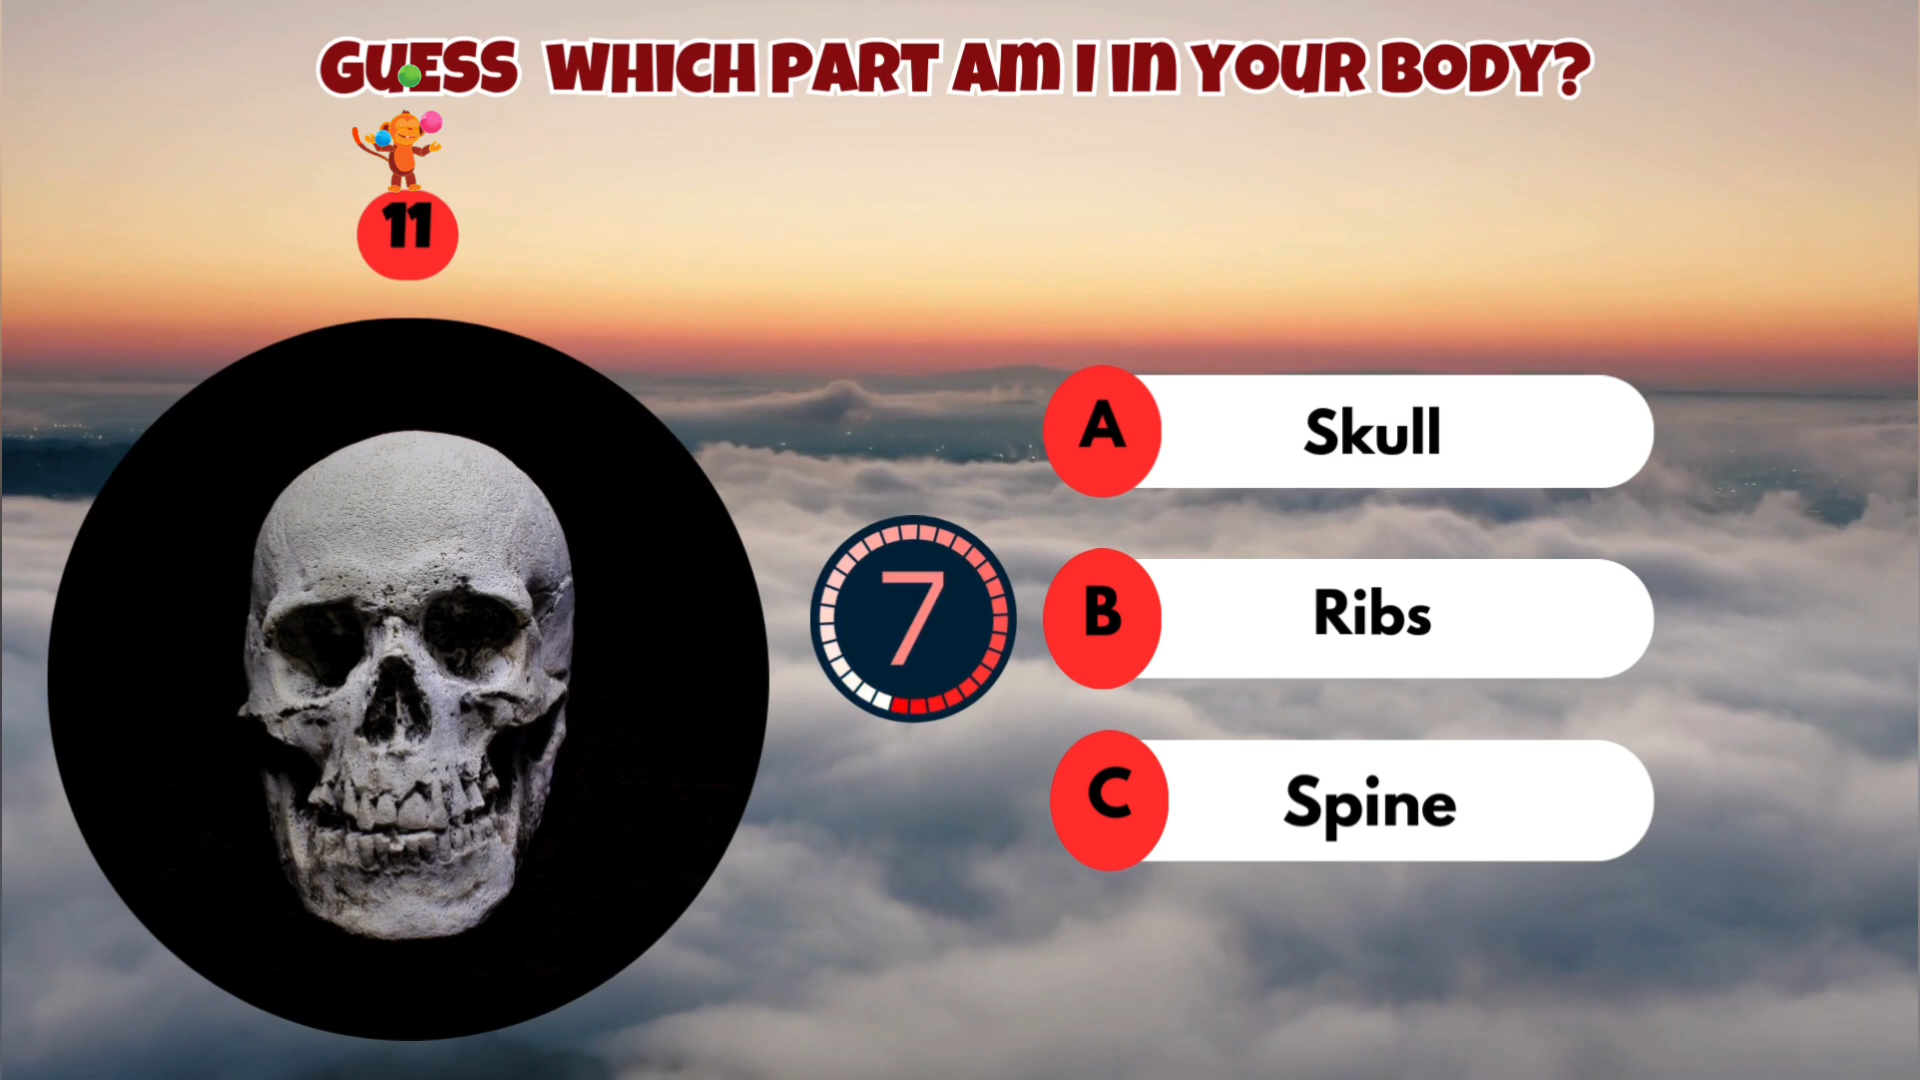 GUESS WHICH PART AM I IN YOUR BODY?
11
A Skull
7
B Ribs
C Spine